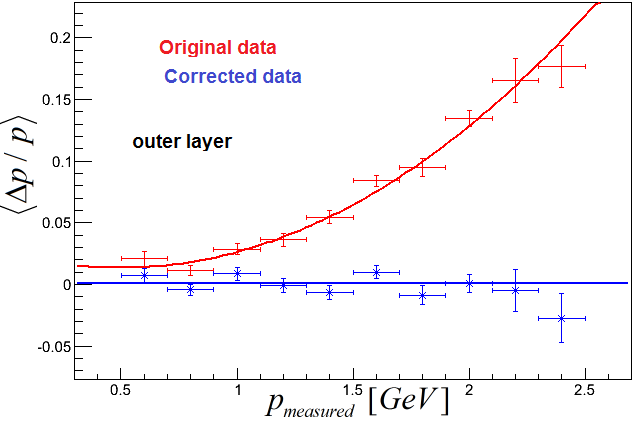 0.2
Original data
Corrected data
0.15
outer layer
0.1
⟨Δp / p⟩
0.05
0
-0.05
0.5 1 1.5 2 2.5
p_measured [GeV]